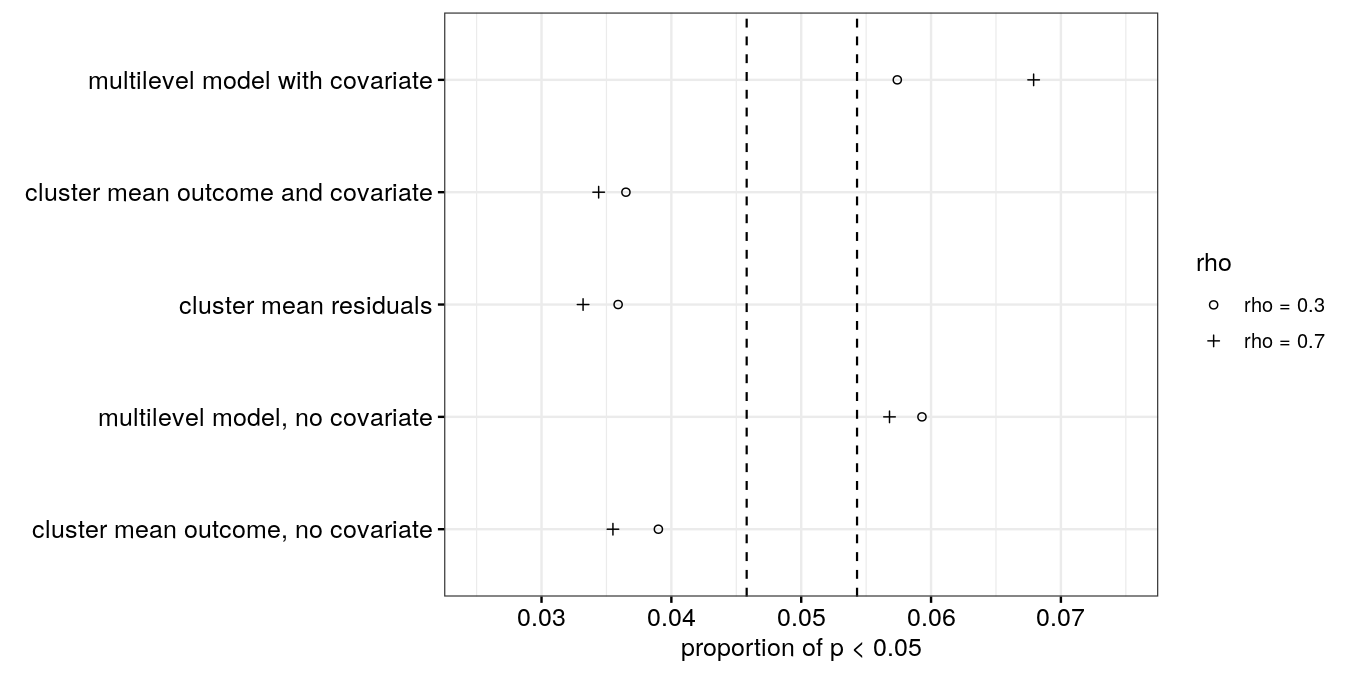 multilevel model with covariate
cluster mean outcome and covariate
cluster mean residuals
multilevel model, no covariate
cluster mean outcome, no covariate
0.03 0.04 0.05 0.06 0.07
proportion of p < 0.05
rho
rho = 0.3
rho = 0.7